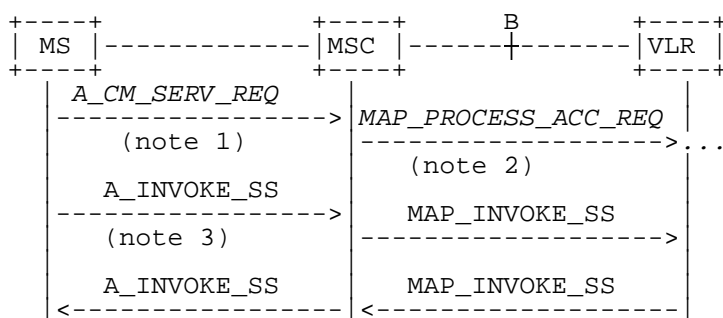 B
MS MSC VLR
A_CM_SERV_REQ
MAP_PROCESS_ACC_REQ
(note 1) ...
(note 2)
A_INVOKE_SS
MAP_INVOKE_SS
(note 3)
A_INVOKE_SS MAP_INVOKE_SS